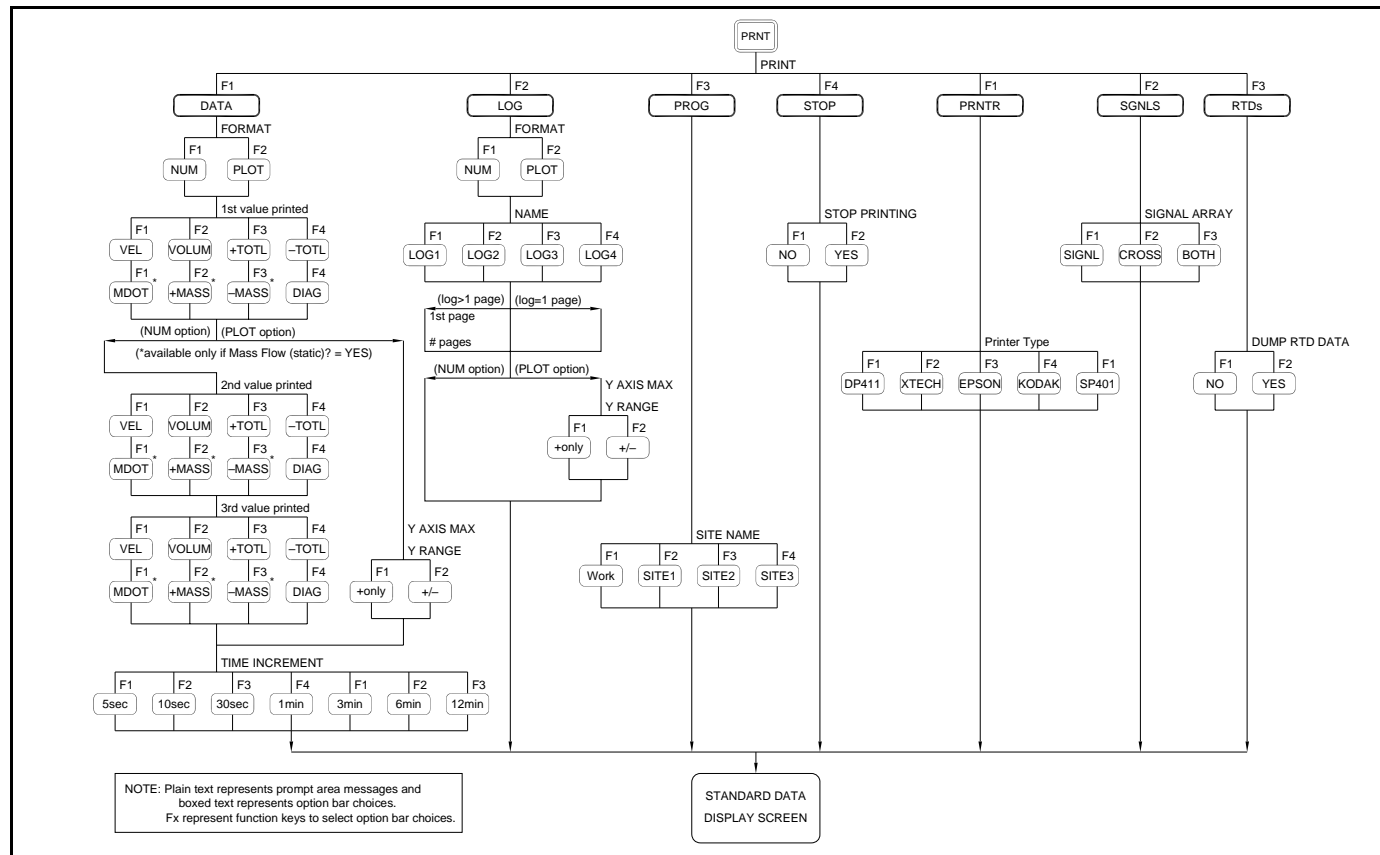 PRNT
PRINT
F1 F2 F3 F4 F1 F2 F3
DATA LOG PROG STOP PRNTR SGNLS RTDs
FORMAT FORMAT
F1 F2 F1 F2
NUM PLOT NUM PLOT
1st value printed NAME STOP PRINTING SIGNAL ARRAY
F1 F2 F3 F4 F1 F2 F3 F4 F1 F2 F1 F2 F3
VEL VOLUM +TOTL –TOTL LOG1 LOG2 LOG3 LOG4 NO YES SIGNL CROSS BOTH
F1 F2 F3 F4
MDOT* +MASS* –MASS* DIAG
(log>1 page) (log=1 page)
1st page
(NUM option) (PLOT option)
# pages Printer Type DUMP RTD DATA
(*available only if Mass Flow (static)? = YES)
F1 F2 F3 F4 F1 F1 F2
(NUM option) (PLOT option)
DP411 XTECH EPSON KODAK SP401 NO YES
2nd value printed Y AXIS MAX
F1 F2 F3 F4 Y RANGE
VEL VOLUM +TOTL –TOTL F1 F2
+only +/–
F1 F2 F3 F4
MDOT* +MASS* –MASS* DIAG
3rd value printed
F1 F2 F3 F4 Y AXIS MAX SITE NAME
VEL VOLUM +TOTL –TOTL Y RANGE F1 F2 F3 F4
F1 F2 F3 F4 F1 F2 Work SITE1 SITE2 SITE3
MDOT* +MASS* –MASS* DIAG +only +/–
TIME INCREMENT
F1 F2 F3 F4 F1 F2 F3
5sec 10sec 30sec 1min 3min 6min 12min
NOTE: Plain text represents prompt area messages and
boxed text represents option bar choices.
Fx represent function keys to select option bar choices.
STANDARD DATA
DISPLAY SCREEN